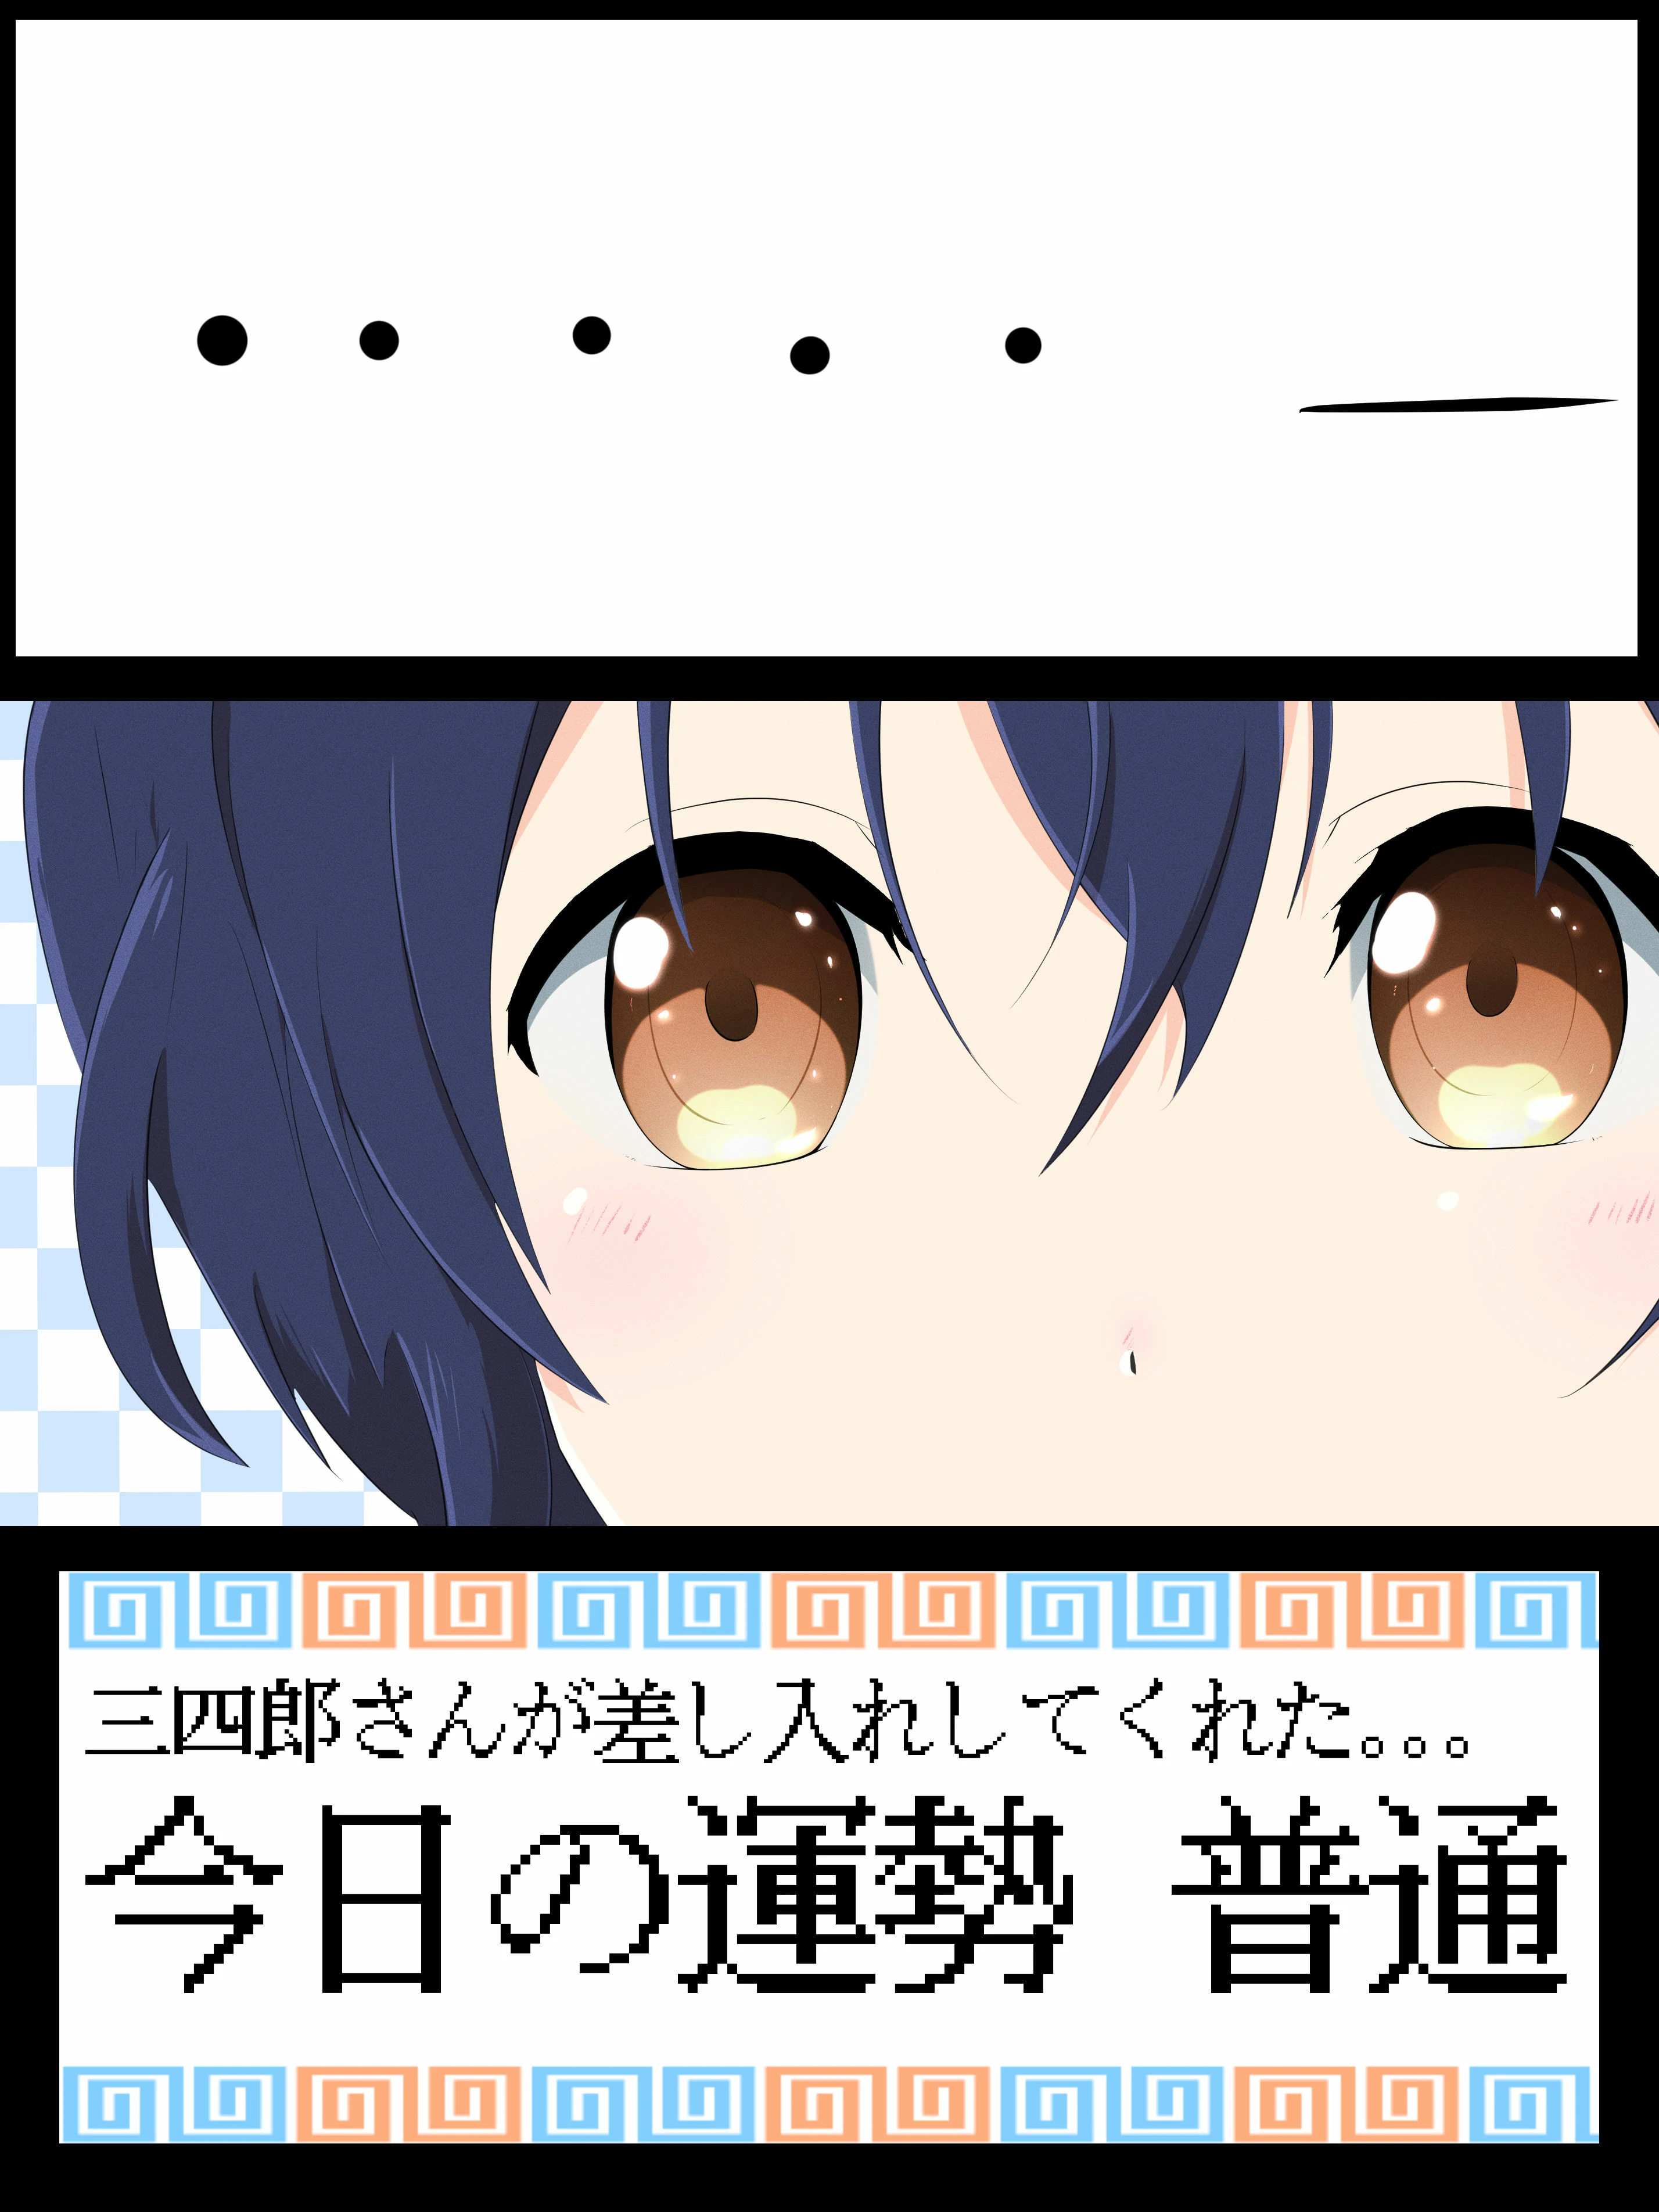 ・・・・・
三四郎さんが差し入れしてくれた。。。
今日の運勢 普通